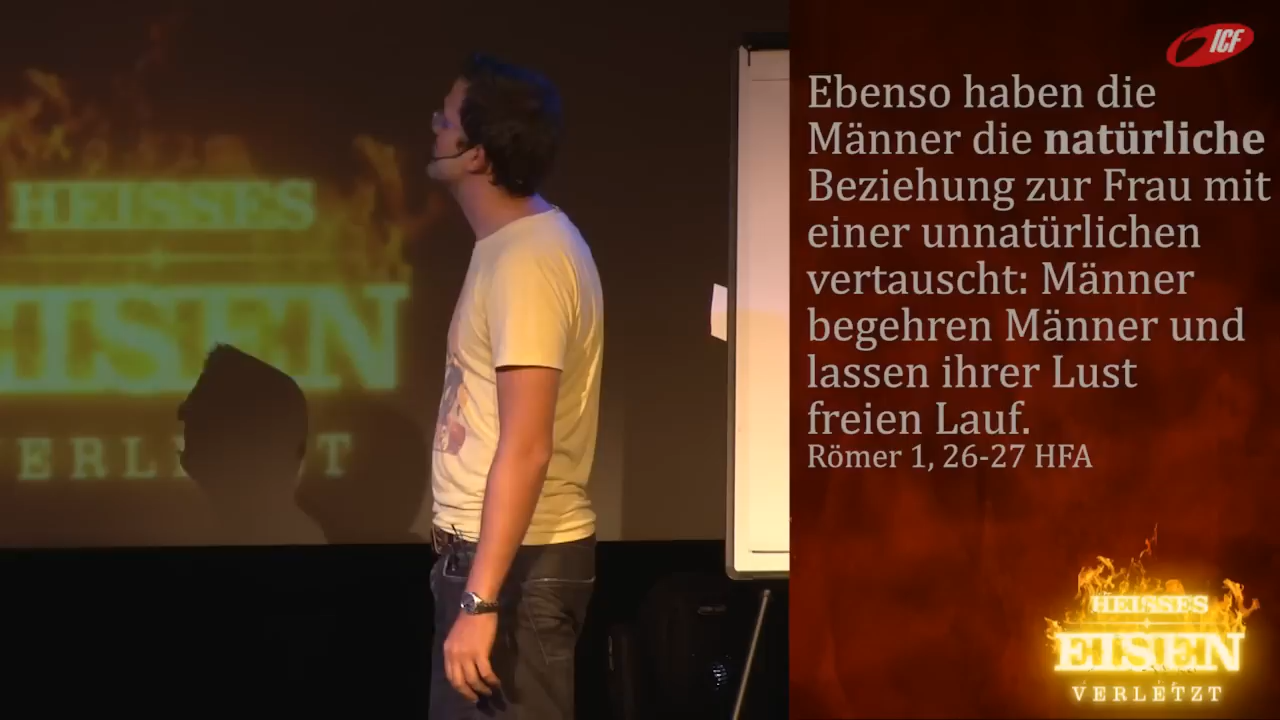 HEISSES
EISEN
VERLETZT
ICF
Ebenso haben die
Männer die natürliche
Beziehung zur Frau mit
einer unnatürlichen
vertauscht: Männer
begehren Männer und
lassen ihrer Lust
freien Lauf.
Römer 1, 26-27 HFA
HEISSES
EISEN
VERLETZT